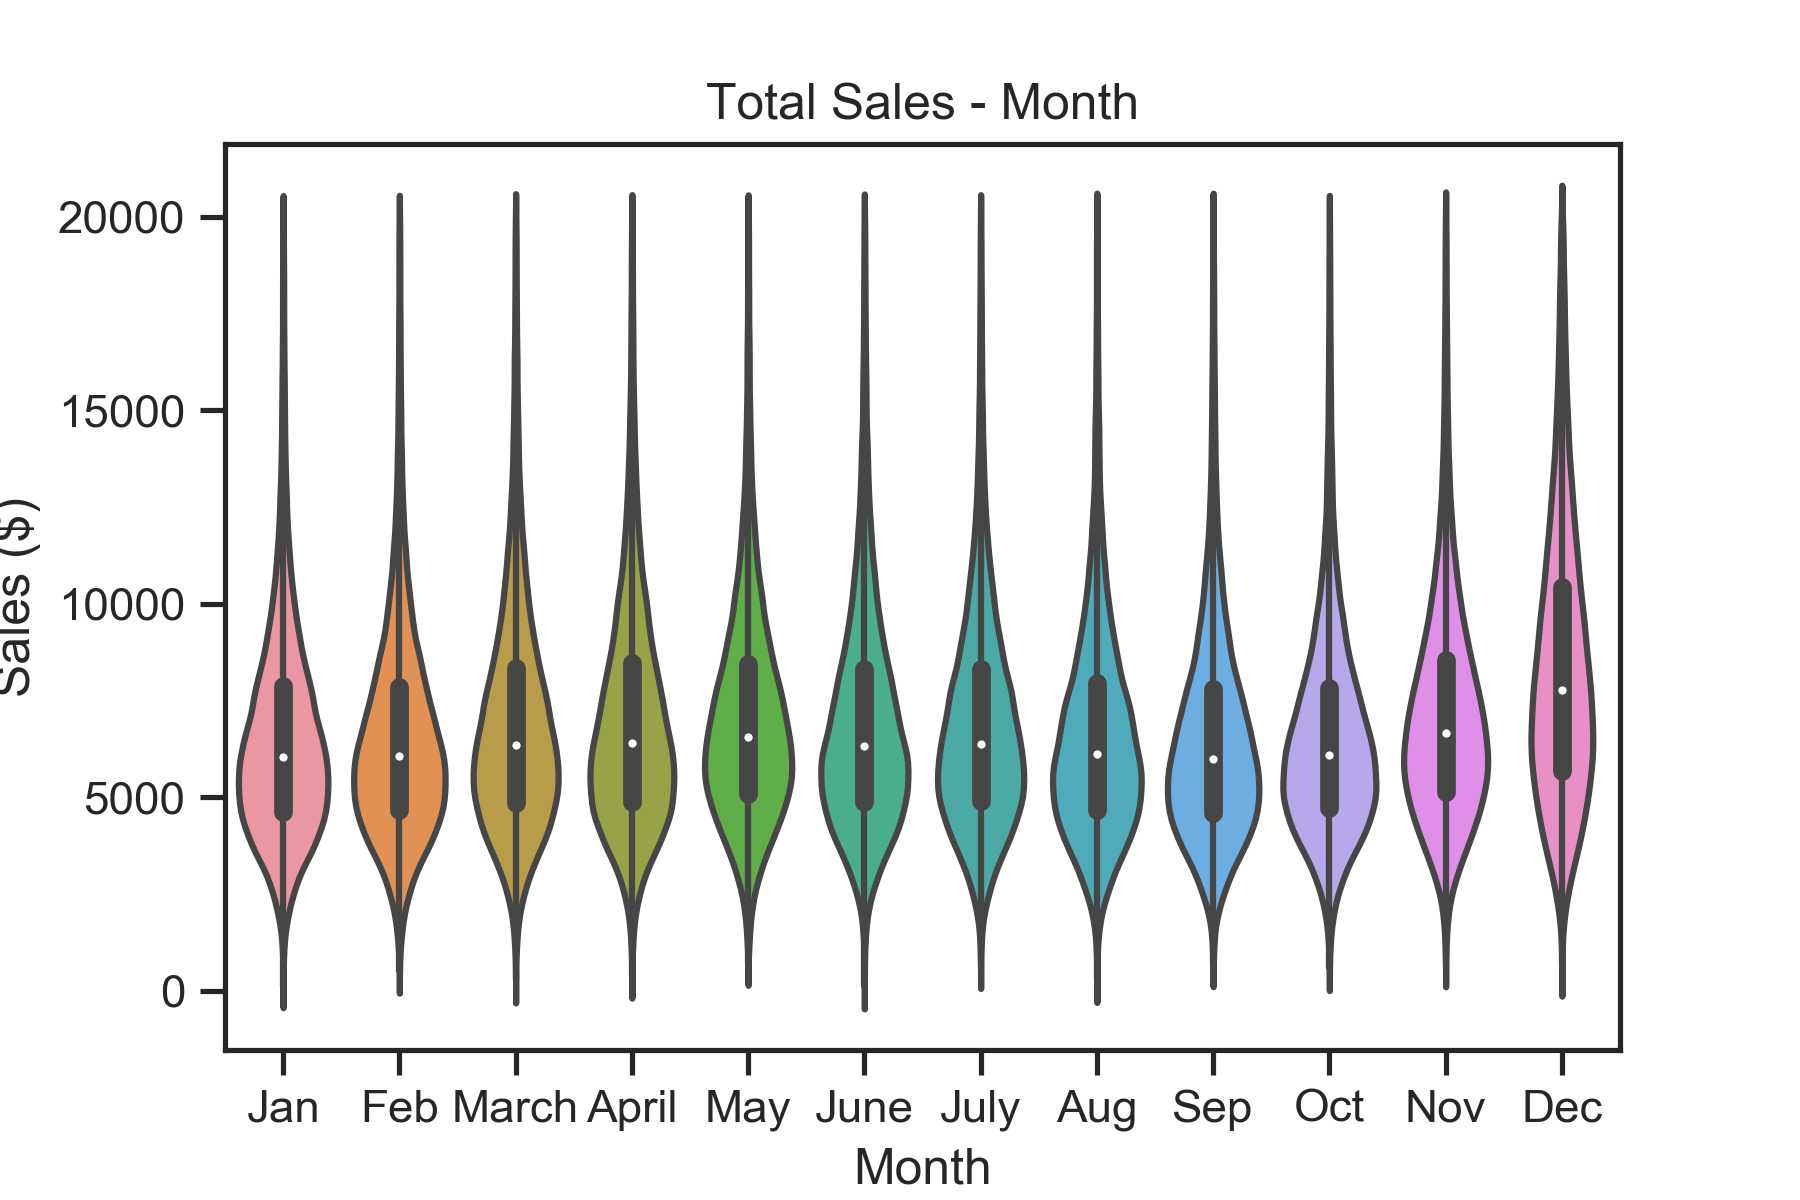 Total Sales - Month
Sales ($)
20000
15000
10000
5000
0
Jan Feb March April May June July Aug Sep Oct Nov Dec
Month